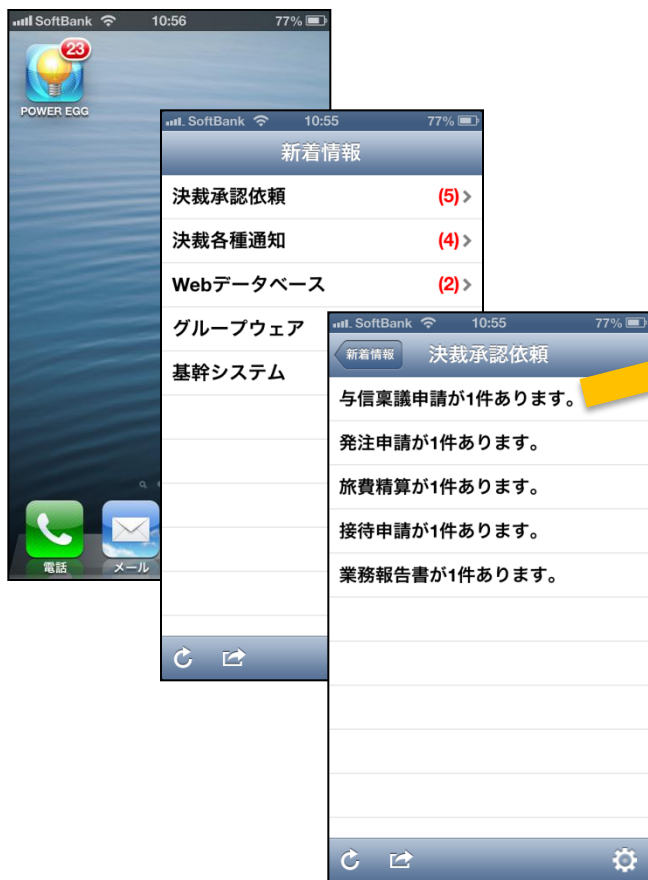 SoftBank 10:56 77%
23
POWER EGG
電話 メール
SoftBank 10:55 77%
新着情報
決裁承認依頼 (5)
決裁各種通知 (4)
Webデータベース (2)
グループウェア
基幹システム
SoftBank 10:55 77%
新着情報 決裁承認依頼
与信稟議申請が1件あります。
発注申請が1件あります。
旅費精算が1件あります。
接待申請が1件あります。
業務報告書が1件あります。